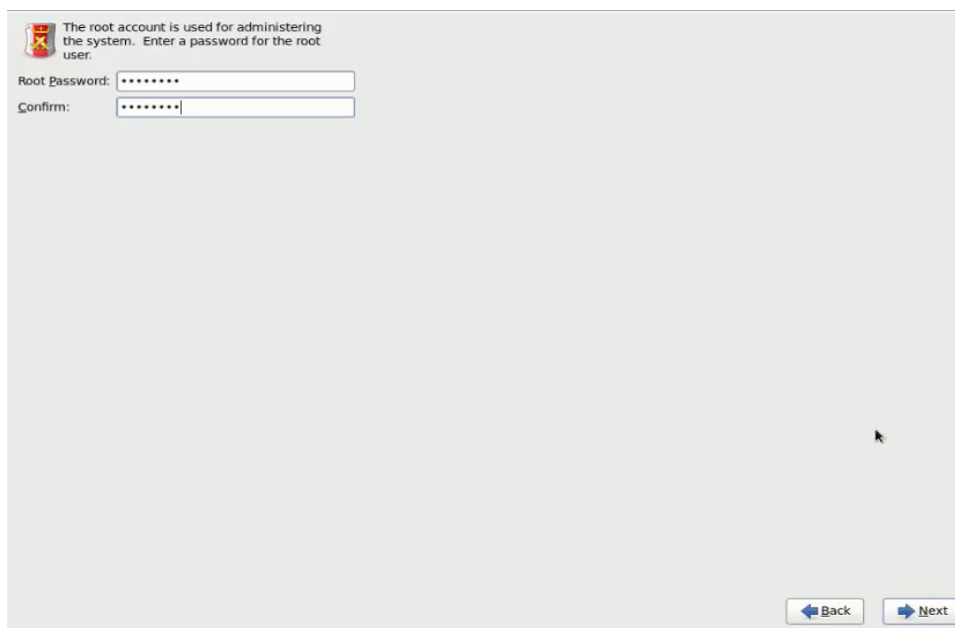 The root account is used for administering
the system. Enter a password for the root
user.
Root Password: ••••••••
Confirm: ••••••••
Back Next